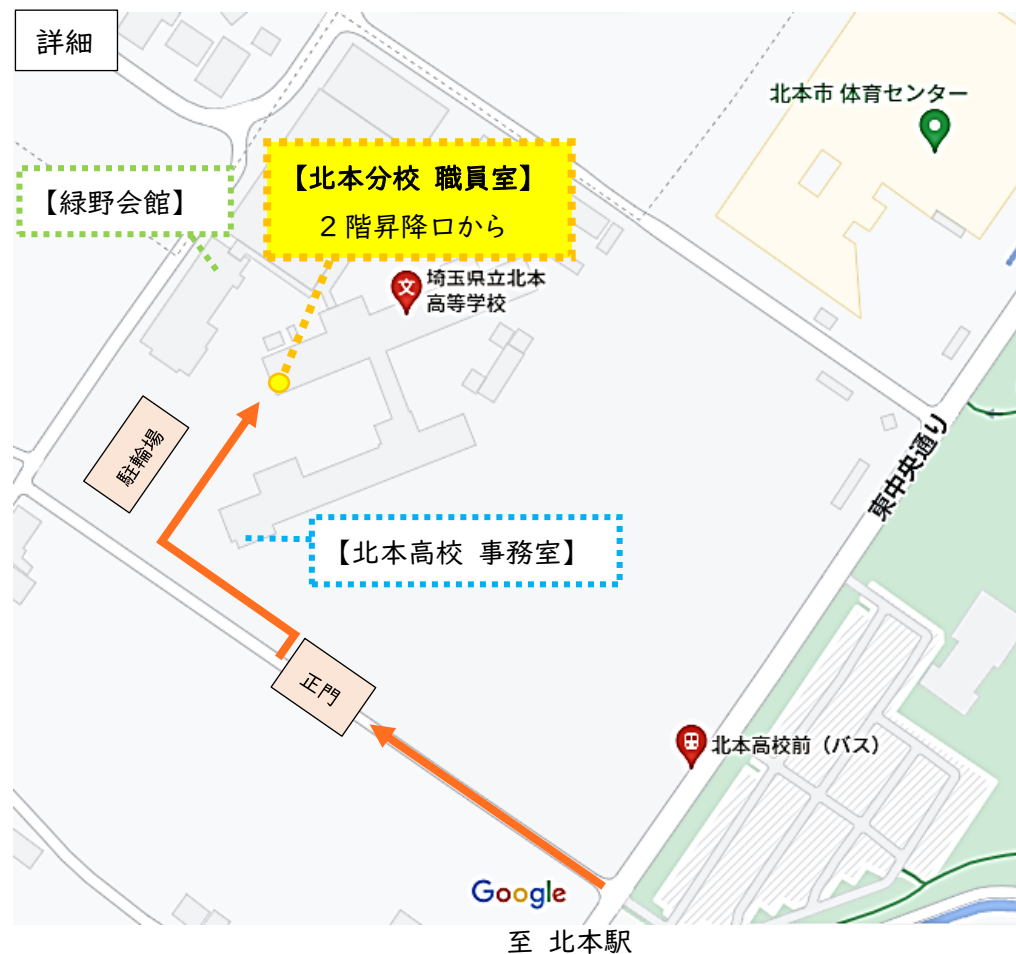 詳細
北本市 体育センター
【北本分校 職員室】
２階昇降口から
【緑野会館】
埼玉県立北本
高等学校
文
駐輪場
東中央通り
【北本高校 事務室】
正門
北本高校前（バス）
Google
至 北本駅